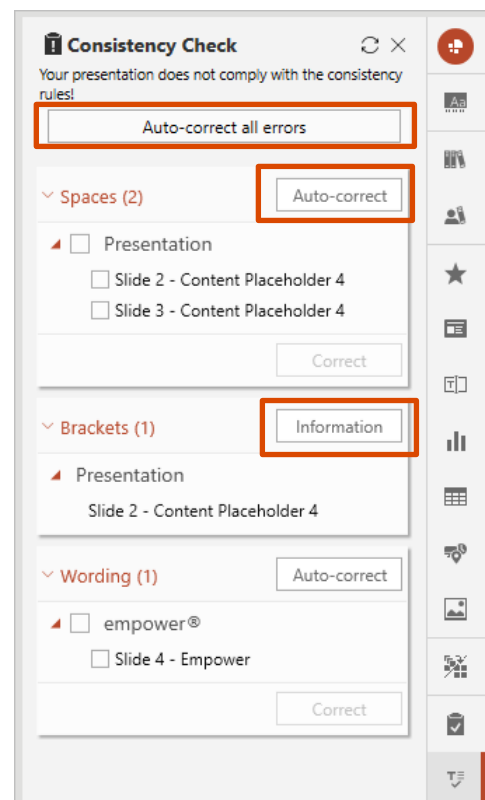 Consistency Check
Your presentation does not comply with the consistency
rules!
Auto-correct all errors
Spaces (2)
Auto-correct
Presentation
Slide 2 - Content Placeholder 4
Slide 3 - Content Placeholder 4
Correct
Brackets (1)
Information
Presentation
Slide 2 - Content Placeholder 4
Wording (1)
Auto-correct
empower®
Slide 4 - Empower
Correct
Aa
T
T